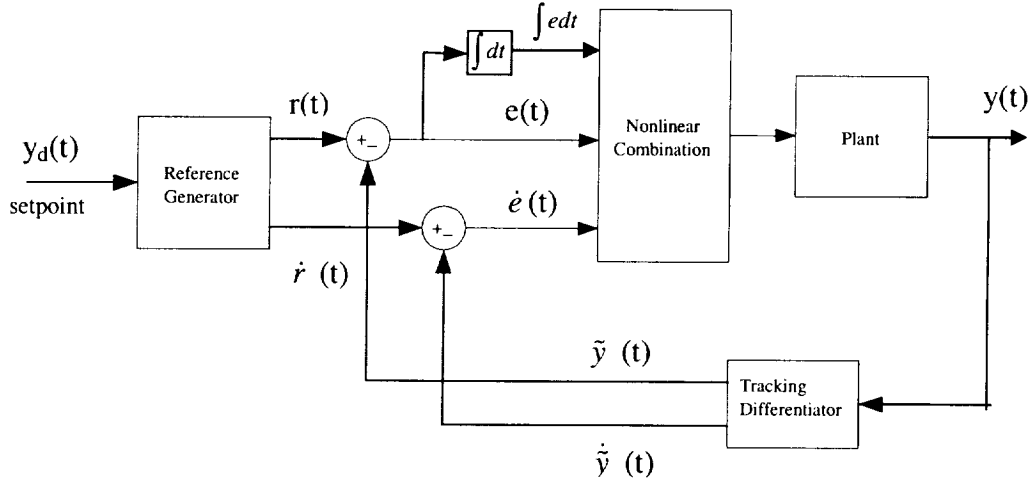 ∫edt
∫dt
y(t)
r(t)
e(t)
+
−
Nonlinear
Combination
Plant
y_d(t)
setpoint
Reference
Generator
ė (t)
+
−
ṙ (t)
ỹ (t)
Tracking
Differentiator
ỹ̇ (t)